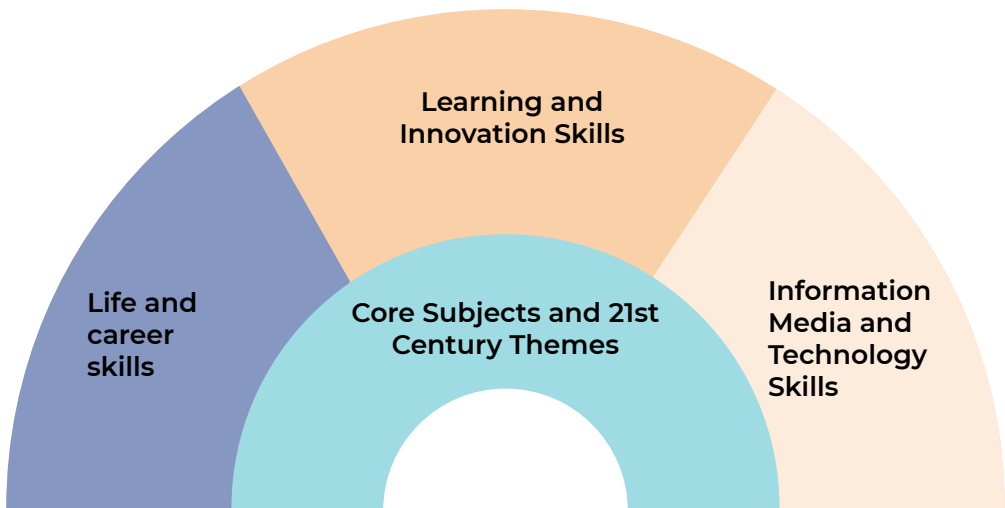 Learning and
Innovation Skills
Life and
career
skills
Core Subjects and 21st
Century Themes
Information
Media and
Technology
Skills